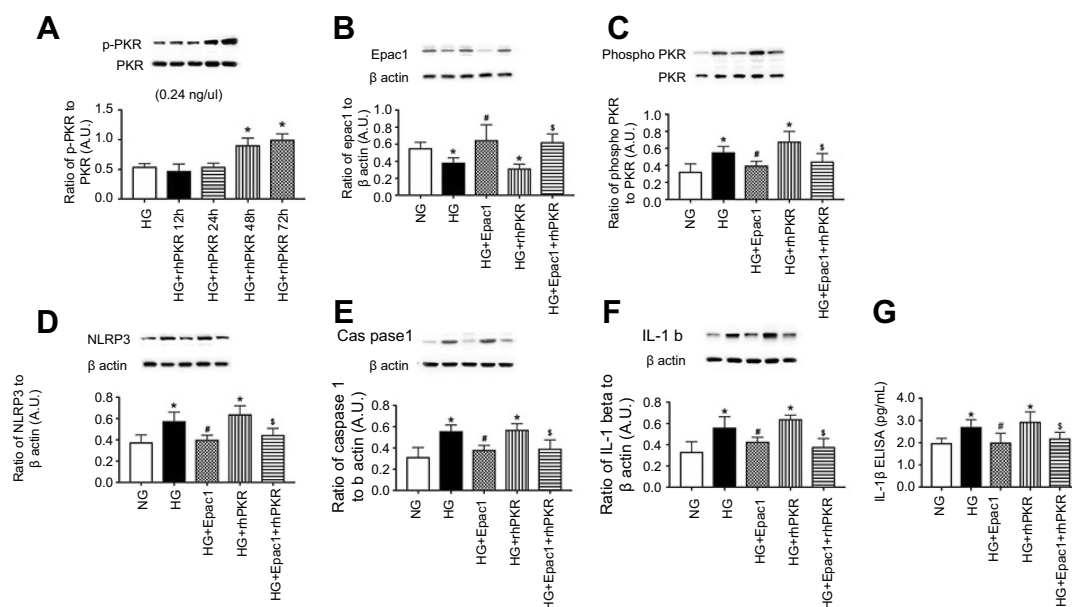 A
p-PKR
PKR
(0.24 ng/ul)
Ratio of p-PKR to
PKR (A.U.)
1.5
1.0
0.5
0.0
*
*
HG
HG+rhPKR 12h
HG+rhPKR 24h
HG+rhPKR 48h
HG+rhPKR 72h
B
Epac1
β actin
Ratio of epac1 to
β actin (A.U.)
1.0
0.8
0.6
0.4
0.2
0.0
*
#
*
$
NG
HG
HG+Epac1
HG+rhPKR
HG+Epac1+rhPKR
C
Phospho PKR
PKR
Ratio of phospho PKR
to PKR (A.U.)
1.0
0.8
0.6
0.4
0.2
0.0
*
#
*
$
NG
HG
HG+Epac1
HG+rhPKR
HG+Epac1+rhPKR
D
NLRP3
β actin
Ratio of NLRP3 to
β actin (A.U.)
0.8
0.6
0.4
0.2
0.0
*
#
*
$
NG
HG
HG+Epac1
HG+rhPKR
HG+Epac1+rhPKR
E
Cas pase1
β actin
Ratio of caspase 1
to b actin (A.U.)
0.8
0.6
0.4
0.2
0.0
*
#
*
$
NG
HG
HG+Epac1
HG+rhPKR
HG+Epac1+rhPKR
F
IL-1 b
β actin
Ratio of IL-1 beta to
β actin (A.U.)
0.8
0.6
0.4
0.2
0.0
*
#
*
$
NG
HG
HG+Epac1
HG+rhPKR
HG+Epac1+rhPKR
G
IL-1β ELISA (pg/mL)
4.0
3.0
2.0
1.0
0.0
*
#
*
$
NG
HG
HG+Epac1
HG+rhPKR
HG+Epac1+rhPKR